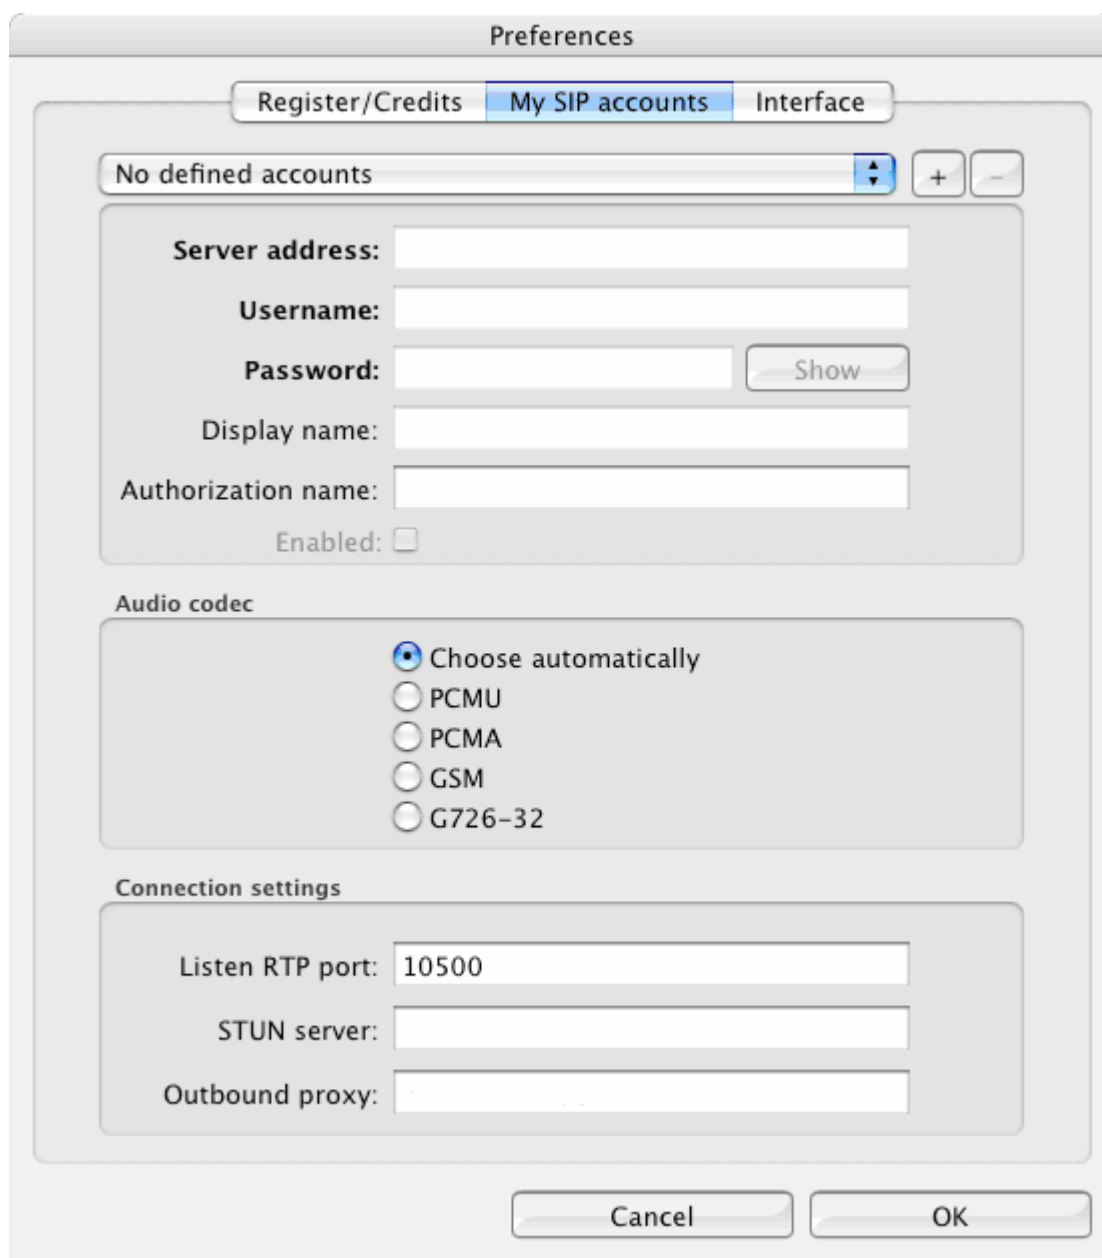 Preferences
Register/Credits My SIP accounts Interface
No defined accounts + -
Server address:
Username:
Password: Show
Display name:
Authorization name:
Enabled:
Audio codec
Choose automatically
PCMU
PCMA
GSM
G726-32
Connection settings
Listen RTP port: 10500
STUN server:
Outbound proxy:
Cancel OK